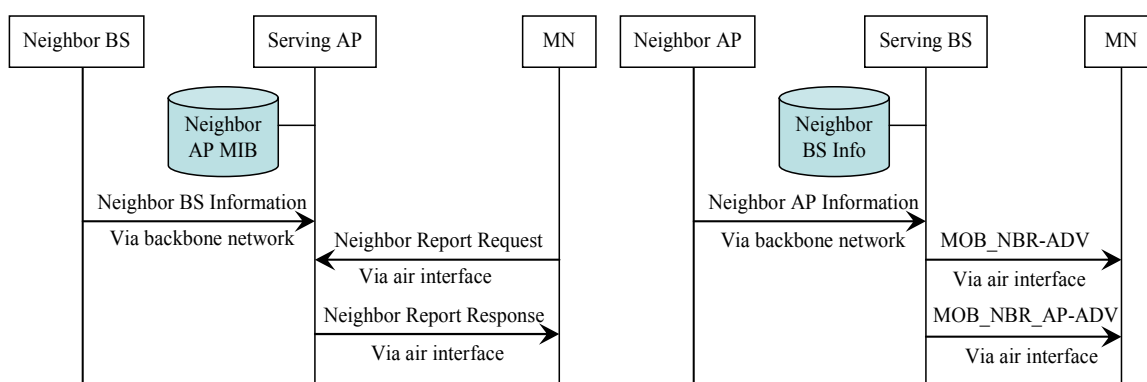 Neighbor BS
Serving AP
MN
Neighbor
AP MIB
Neighbor BS Information
Via backbone network
Neighbor Report Request
Via air interface
Neighbor Report Response
Via air interface
Neighbor AP
Serving BS
MN
Neighbor
BS Info
Neighbor AP Information
Via backbone network
MOB_NBR-ADV
Via air interface
MOB_NBR_AP-ADV
Via air interface